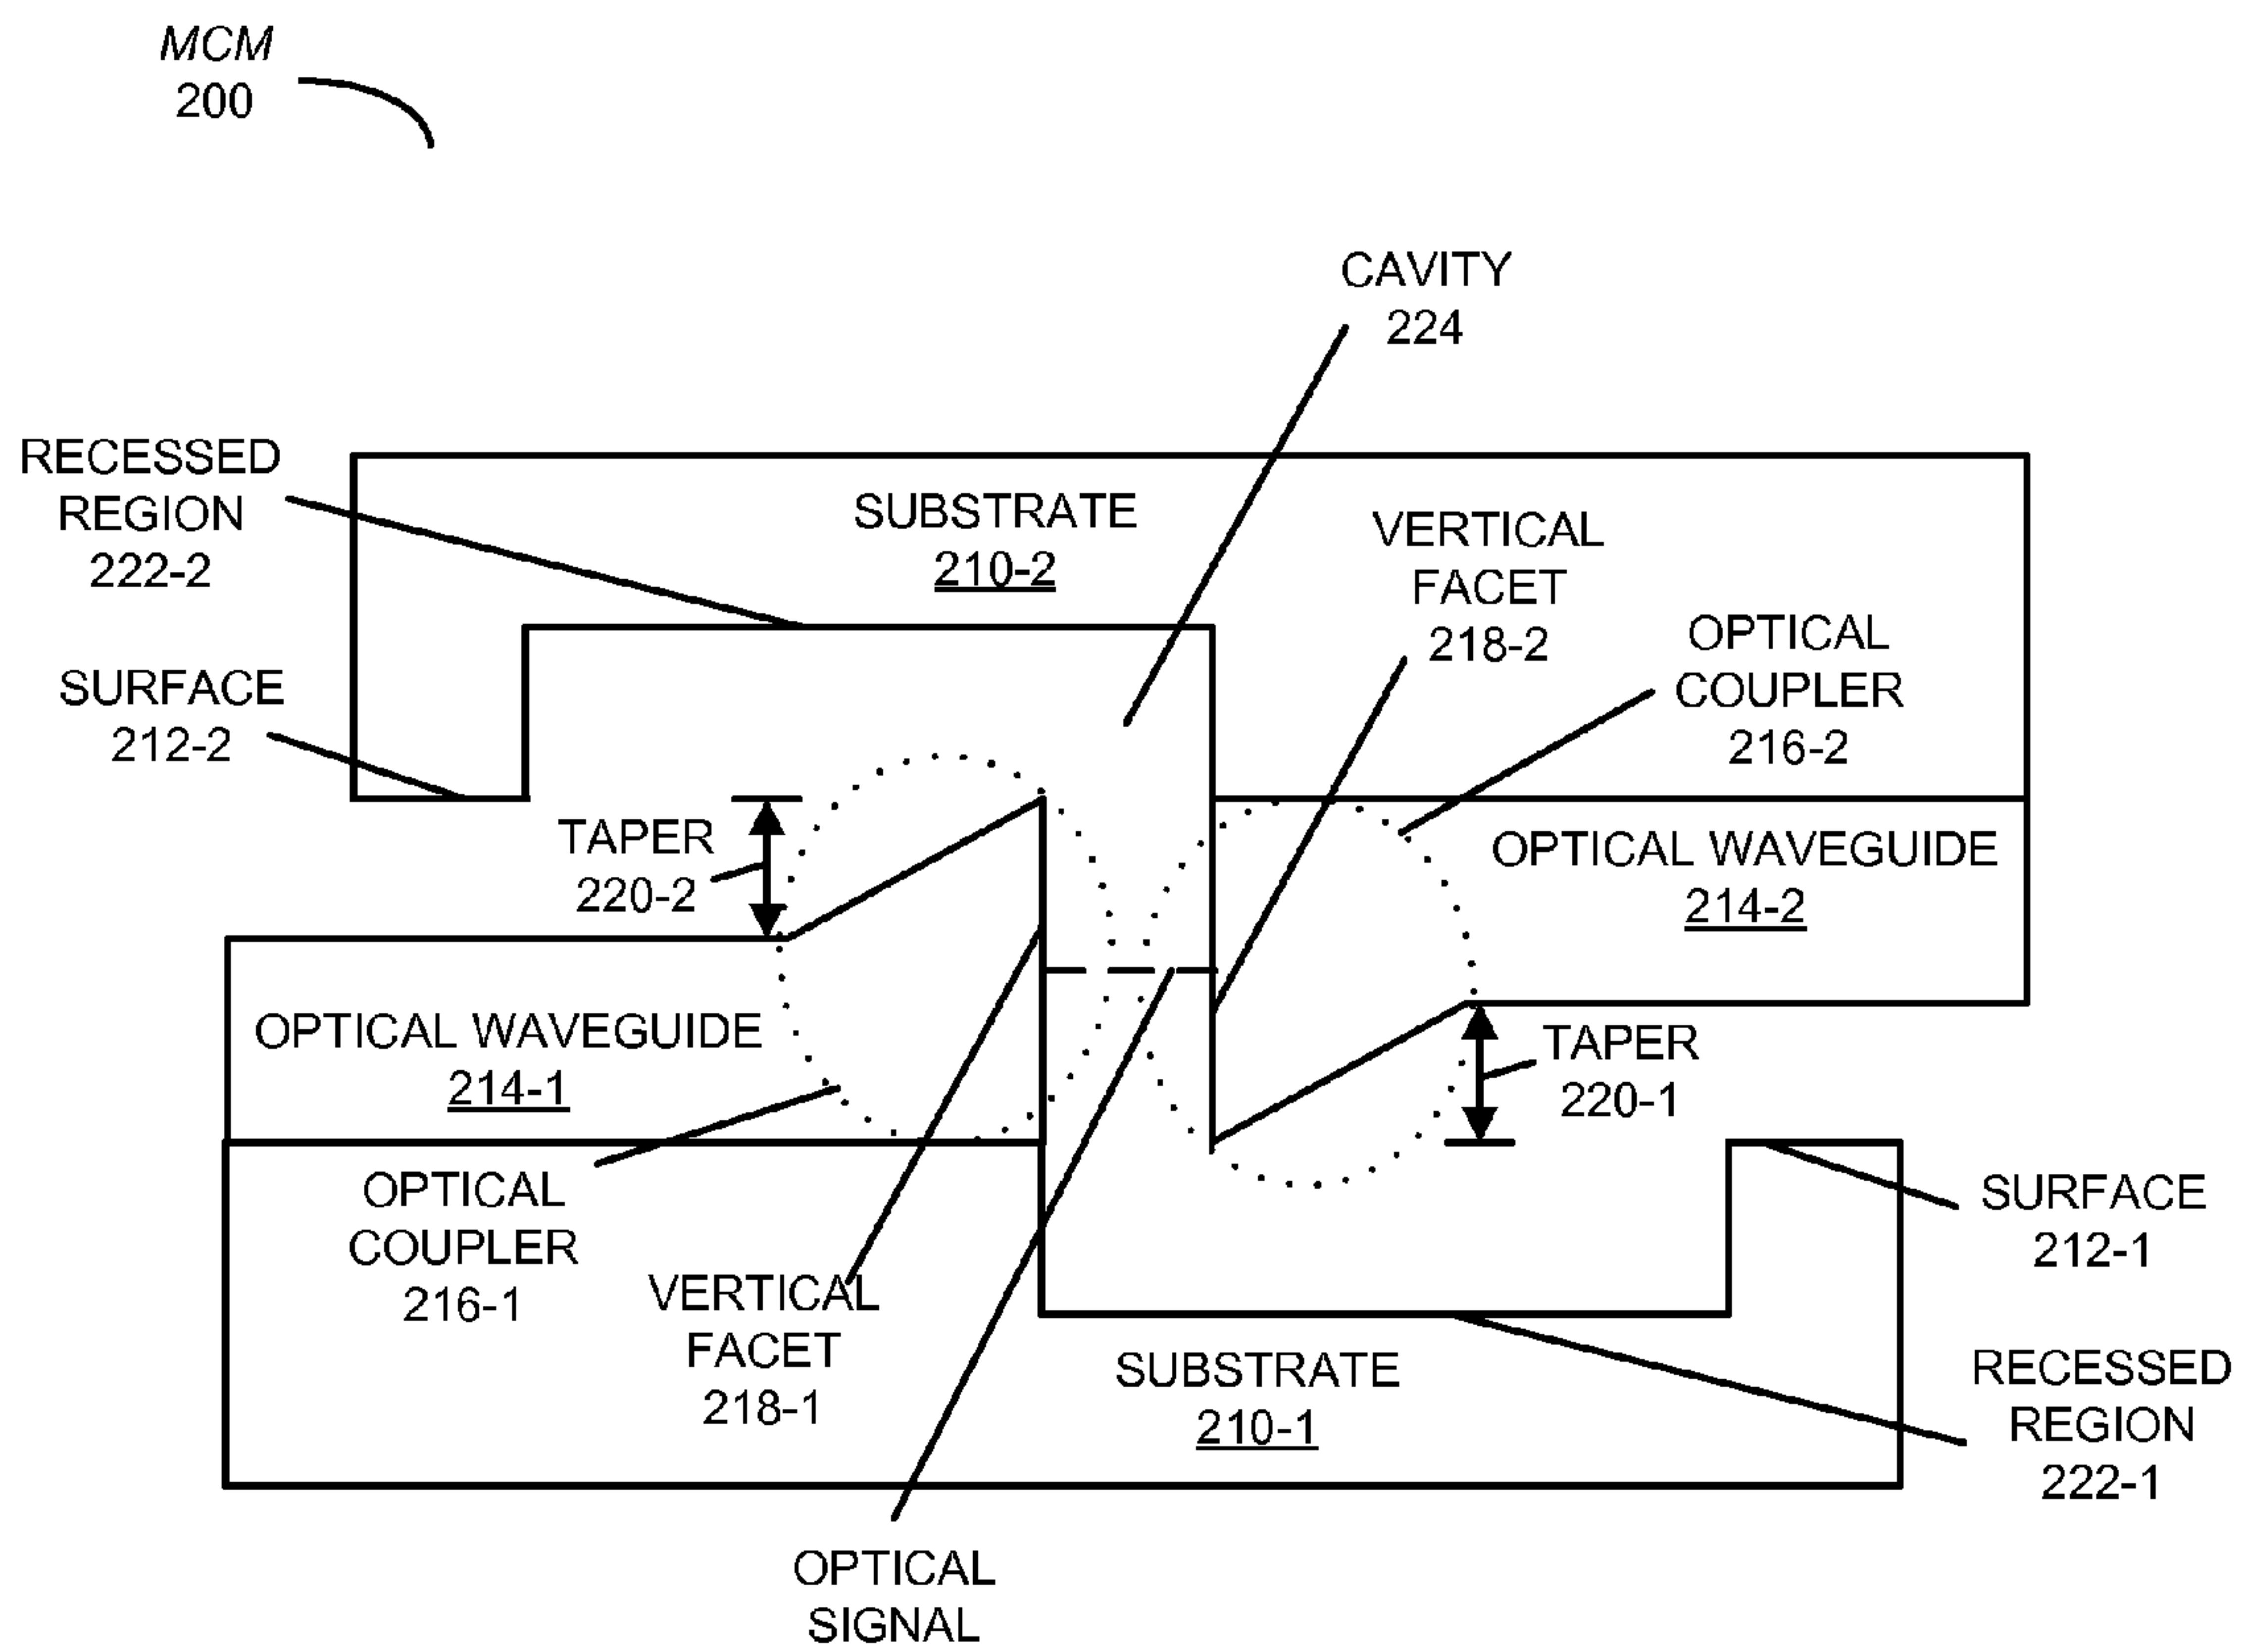 MCM
200
CAVITY
224
RECESSED
REGION
222-2
SUBSTRATE
210-2
VERTICAL
FACET
218-2
OPTICAL
COUPLER
216-2
SURFACE
212-2
TAPER
220-2
OPTICAL WAVEGUIDE
214-2
OPTICAL WAVEGUIDE
214-1
TAPER
220-1
OPTICAL
COUPLER
216-1
VERTICAL
FACET
218-1
SURFACE
212-1
SUBSTRATE
210-1
RECESSED
REGION
222-1
OPTICAL
SIGNAL